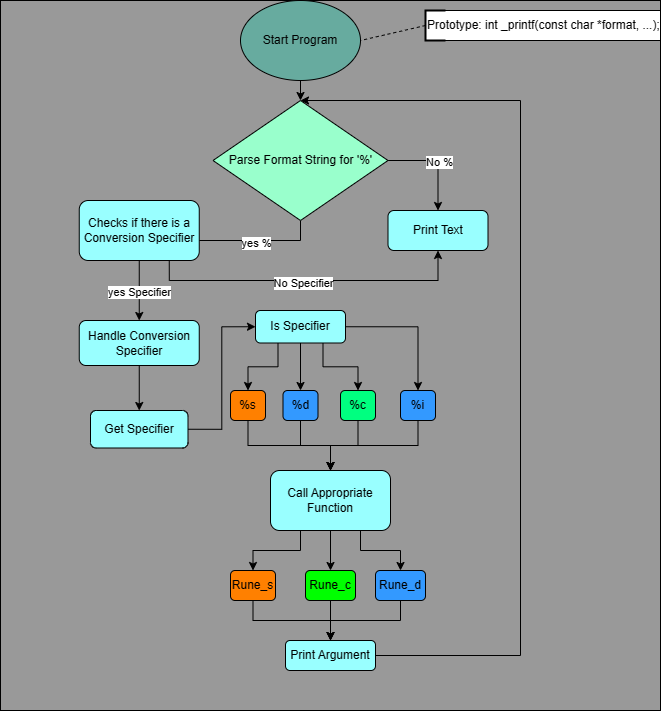 Start Program
Prototype: int _printf(const char *format, ...);
Parse Format String for '%'
No %
Checks if there is a
Conversion Specifier
yes %
Print Text
No Specifier
yes Specifier
Handle Conversion
Specifier
Is Specifier
%s
%d
%c
%i
Get Specifier
Call Appropriate
Function
Rune_s
Rune_c
Rune_d
Print Argument